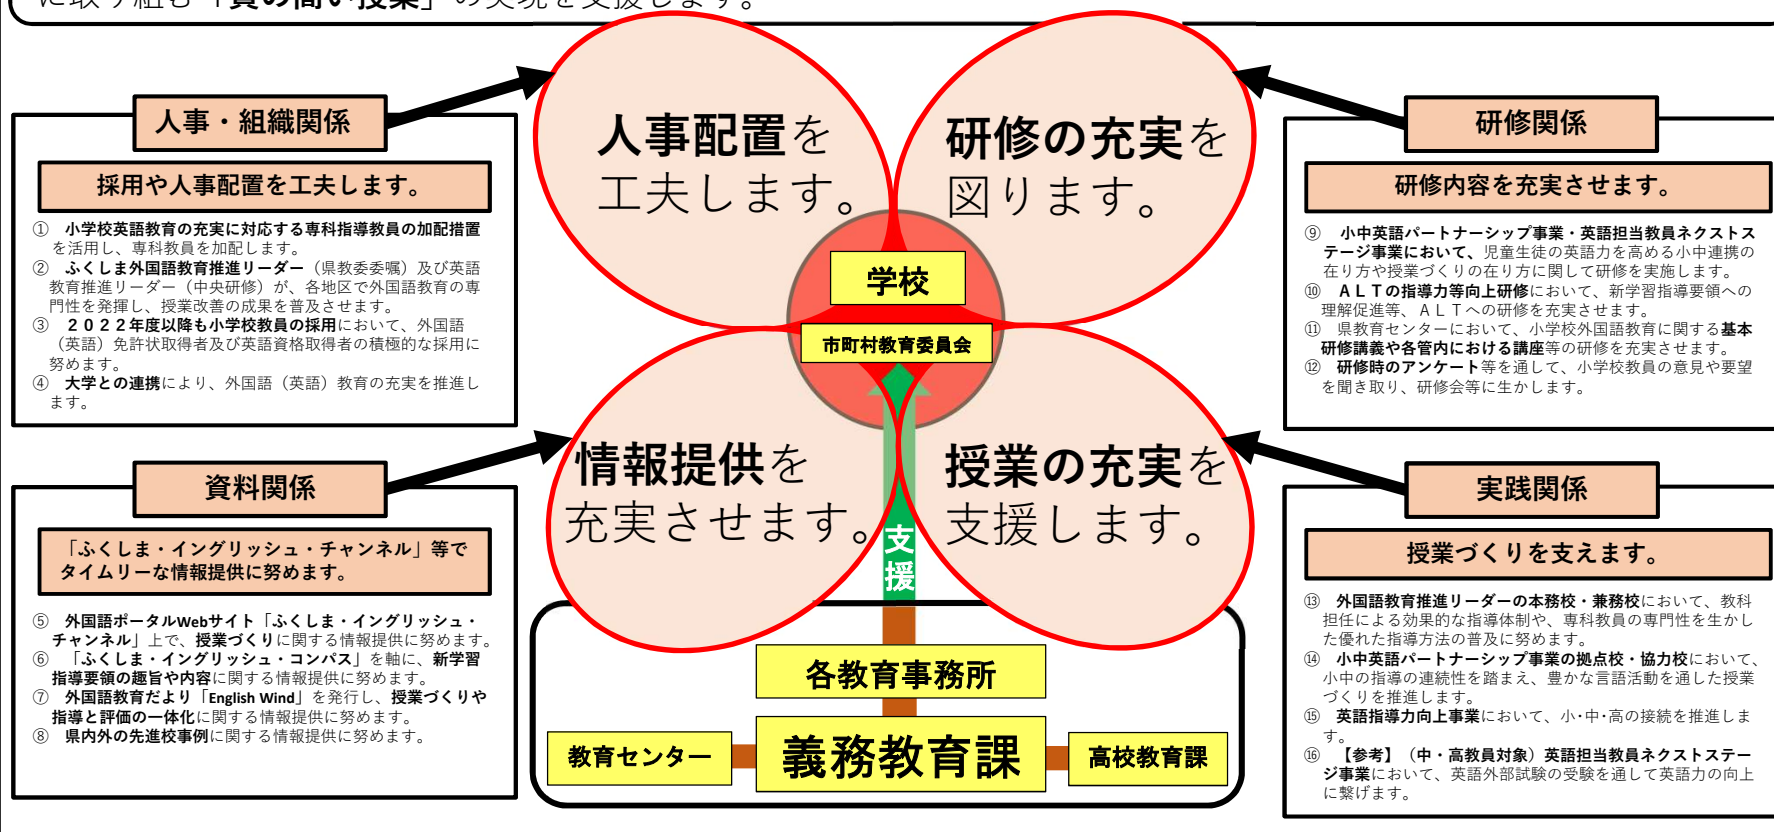 に取り組む「質の高い授業」の実現を支援します。
人事・組織関係
採用や人事配置を工夫します。
① 小学校英語教育の充実に対応する専科指導教員の加配措置
を活用し、専科教員を加配します。
② ふくしま外国語教育推進リーダー（県教委委嘱）及び英語
教育推進リーダー（中央研修）が、各地区で外国語教育の専
門性を発揮し、授業改善の成果を普及させます。
③ ２０２２年度以降も小学校教員の採用において、外国語
（英語）免許状取得者及び英語資格取得者の積極的な採用に
努めます。
④ 大学との連携により、外国語（英語）教育の充実を推進し
ます。
資料関係
「ふくしま・イングリッシュ・チャンネル」等で
タイムリーな情報提供に努めます。
⑤ 外国語ポータルWebサイト「ふくしま・イングリッシュ・
チャンネル」上で、授業づくりに関する情報提供に努めます。
⑥ 「ふくしま・イングリッシュ・コンパス」を軸に、新学習
指導要領の趣旨や内容に関する情報提供に努めます。
⑦ 外国語教育だより「English Wind」を発行し、授業づくりや
指導と評価の一体化に関する情報提供に努めます。
⑧ 県内外の先進校事例に関する情報提供に努めます。
人事配置を
工夫します。
研修の充実を
図ります。
学校
市町村教育委員会
情報提供を
充実させます。
授業の充実を
支援します。
支
援
各教育事務所
教育センター
義務教育課
高校教育課
研修関係
研修内容を充実させます。
⑨ 小中英語パートナーシップ事業・英語担当教員ネクストス
テージ事業において、児童生徒の英語力を高める小中連携の
在り方や授業づくりの在り方に関して研修を実施します。
⑩ ＡＬＴの指導力等向上研修において、新学習指導要領への
理解促進等、ＡＬＴへの研修を充実させます。
⑪ 県教育センターにおいて、小学校外国語教育に関する基本
研修講義や各管内における講座等の研修を充実させます。
⑫ 研修時のアンケート等を通して、小学校教員の意見や要望
を聞き取り、研修会等に生かします。
実践関係
授業づくりを支えます。
⑬ 外国語教育推進リーダーの本務校・兼務校において、教科
担任による効果的な指導体制や、専科教員の専門性を生かし
た優れた指導方法の普及に努めます。
⑭ 小中英語パートナーシップ事業の拠点校・協力校において、
小中の指導の連続性を踏まえ、豊かな言語活動を通した授業
づくりを推進します。
⑮ 英語指導力向上事業において、小・中・高の接続を推進しま
す。
⑯ 【参考】（中・高教員対象）英語担当教員ネクストステー
ジ事業において、英語外部試験の受験を通して英語力の向上
に繋げます。